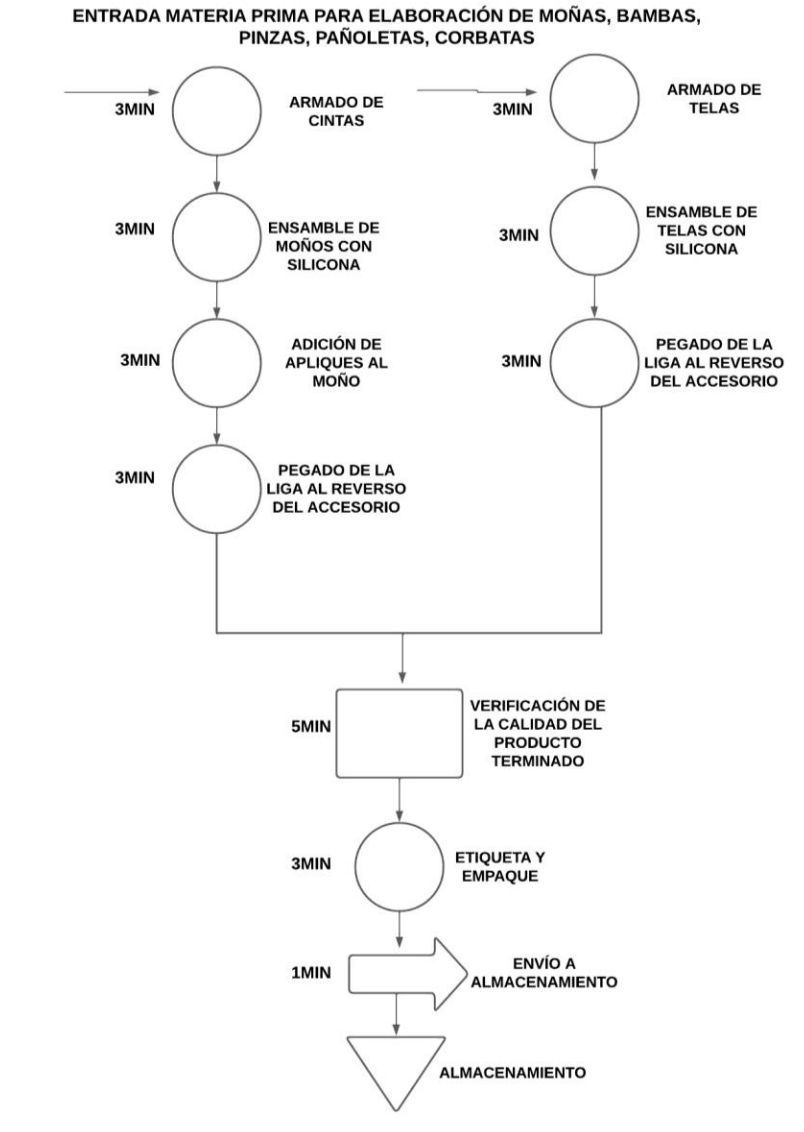 ENTRADA MATERIA PRIMA PARA ELABORACIÓN DE MOÑAS, BAMBAS,
PINZAS, PAÑOLETAS, CORBATAS
3MIN
ARMADO DE
CINTAS
3MIN
ARMADO DE
TELAS
3MIN
ENSAMBLE DE
MOÑOS CON
SILICONA
3MIN
ENSAMBLE DE
TELAS CON
SILICONA
3MIN
ADICIÓN DE
APLIQUES AL
MOÑO
3MIN
PEGADO DE LA
LIGA AL REVERSO
DEL ACCESORIO
3MIN
PEGADO DE LA
LIGA AL REVERSO
DEL ACCESORIO
5MIN
VERIFICACIÓN DE
LA CALIDAD DEL
PRODUCTO
TERMINADO
3MIN
ETIQUETA Y
EMPAQUE
1MIN
ENVÍO A
ALMACENAMIENTO
ALMACENAMIENTO